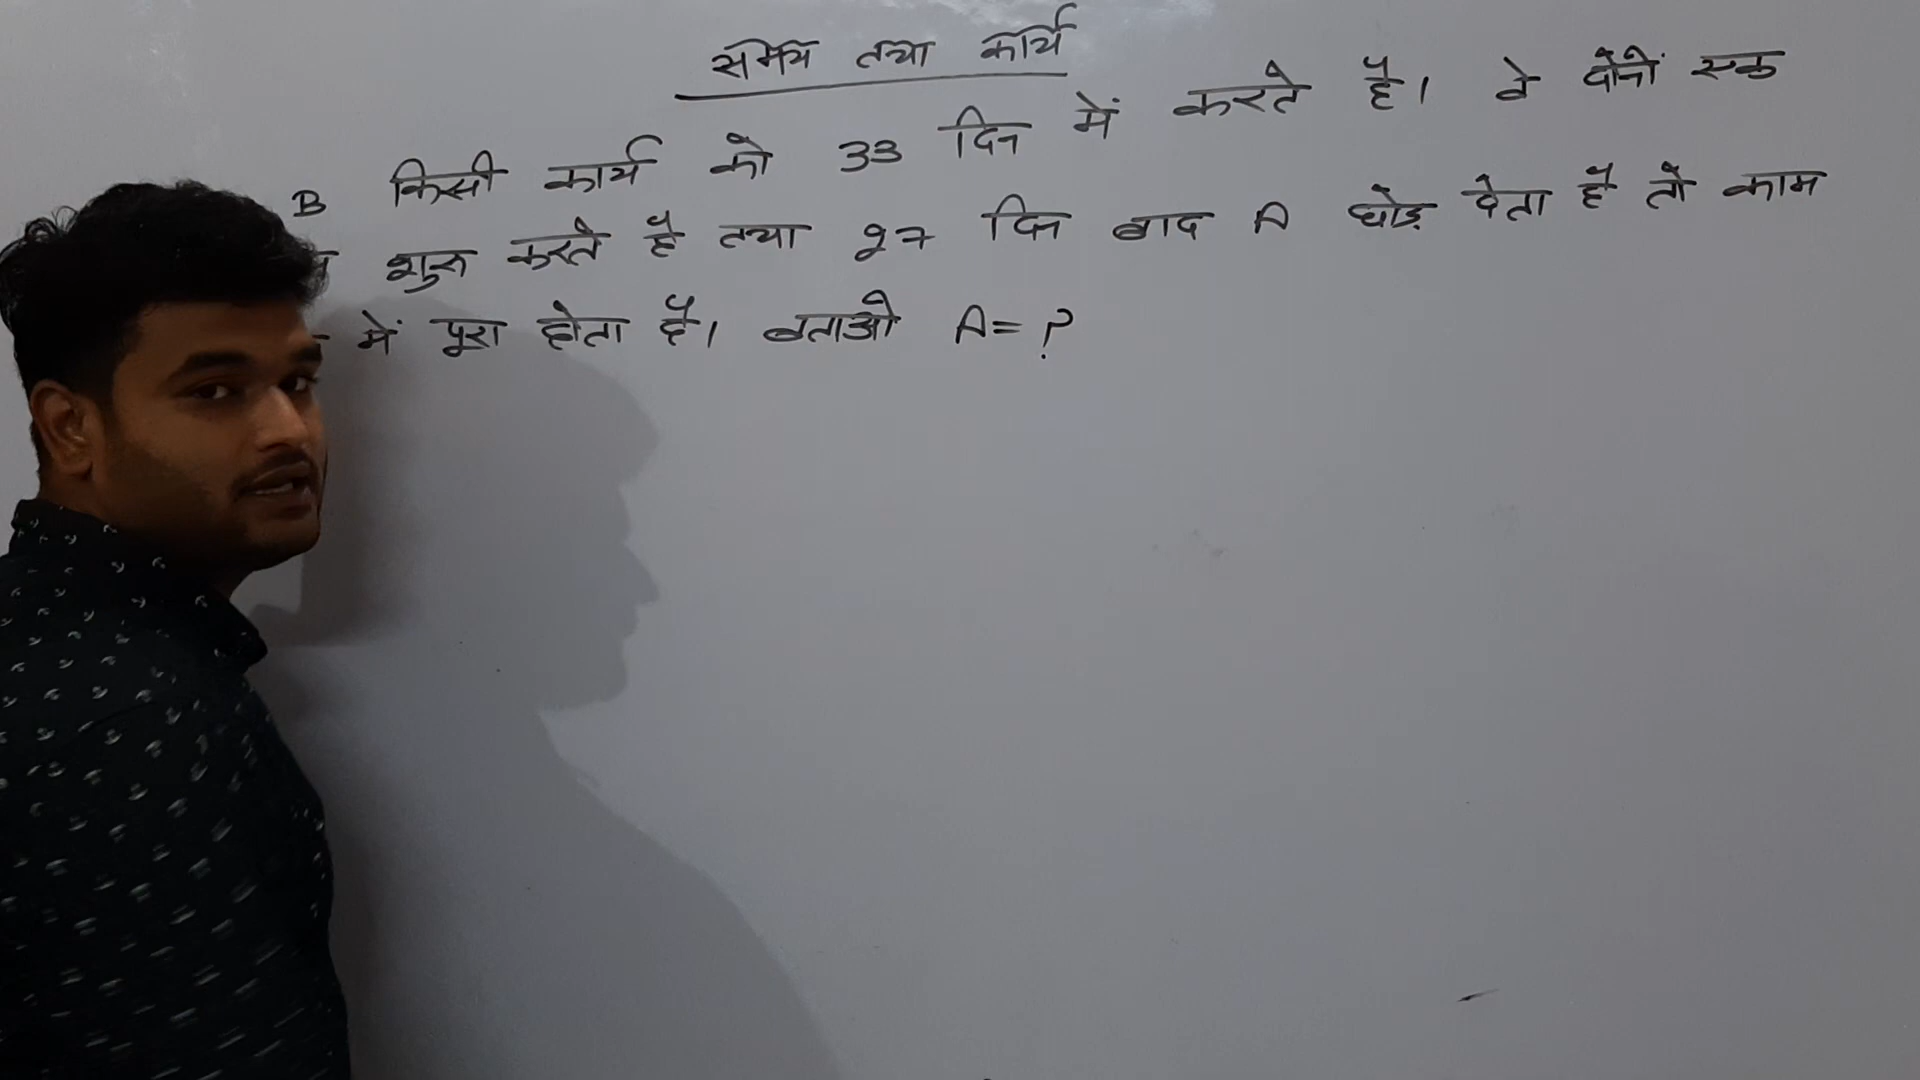 समय तथा कार्य
B किसी कार्य को 33 दिन में करते है। वे दोनों एक
शुरू करते है तथा 27 दिन बाद A छोड़ देता है तो काम
में पूरा होता है। बताओ A= ?